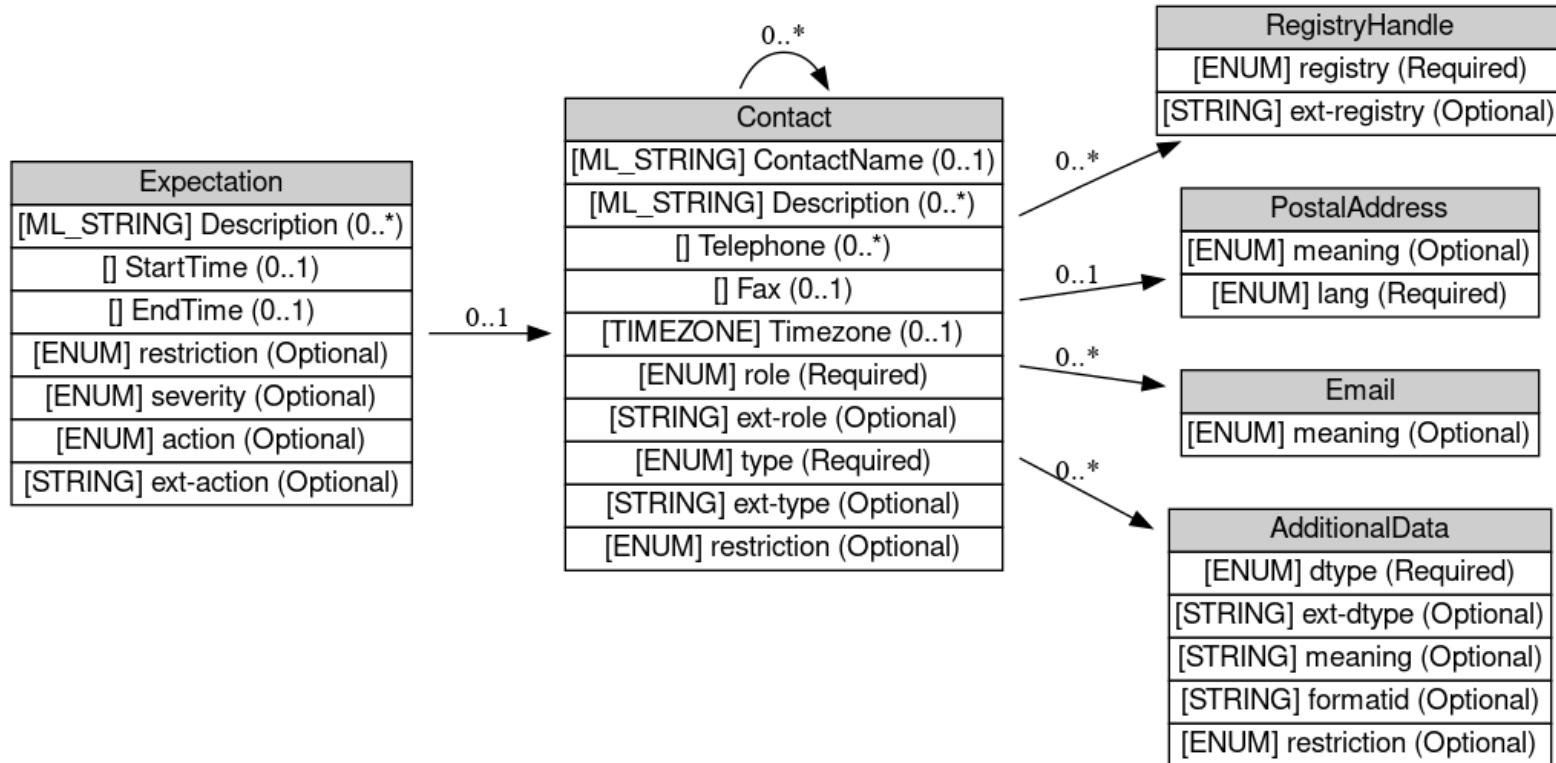 Expectation
[ML_STRING] Description (0..*)
[] StartTime (0..1)
[] EndTime (0..1)
[ENUM] restriction (Optional)
[ENUM] severity (Optional)
[ENUM] action (Optional)
[STRING] ext-action (Optional)
0..1
0..*
Contact
[ML_STRING] ContactName (0..1)
[ML_STRING] Description (0..*)
[] Telephone (0..*)
[] Fax (0..1)
[TIMEZONE] Timezone (0..1)
[ENUM] role (Required)
[STRING] ext-role (Optional)
[ENUM] type (Required)
[STRING] ext-type (Optional)
[ENUM] restriction (Optional)
0..*
RegistryHandle
[ENUM] registry (Required)
[STRING] ext-registry (Optional)
0..1
PostalAddress
[ENUM] meaning (Optional)
[ENUM] lang (Required)
0..*
Email
[ENUM] meaning (Optional)
0..*
AdditionalData
[ENUM] dtype (Required)
[STRING] ext-dtype (Optional)
[STRING] meaning (Optional)
[STRING] formatid (Optional)
[ENUM] restriction (Optional)